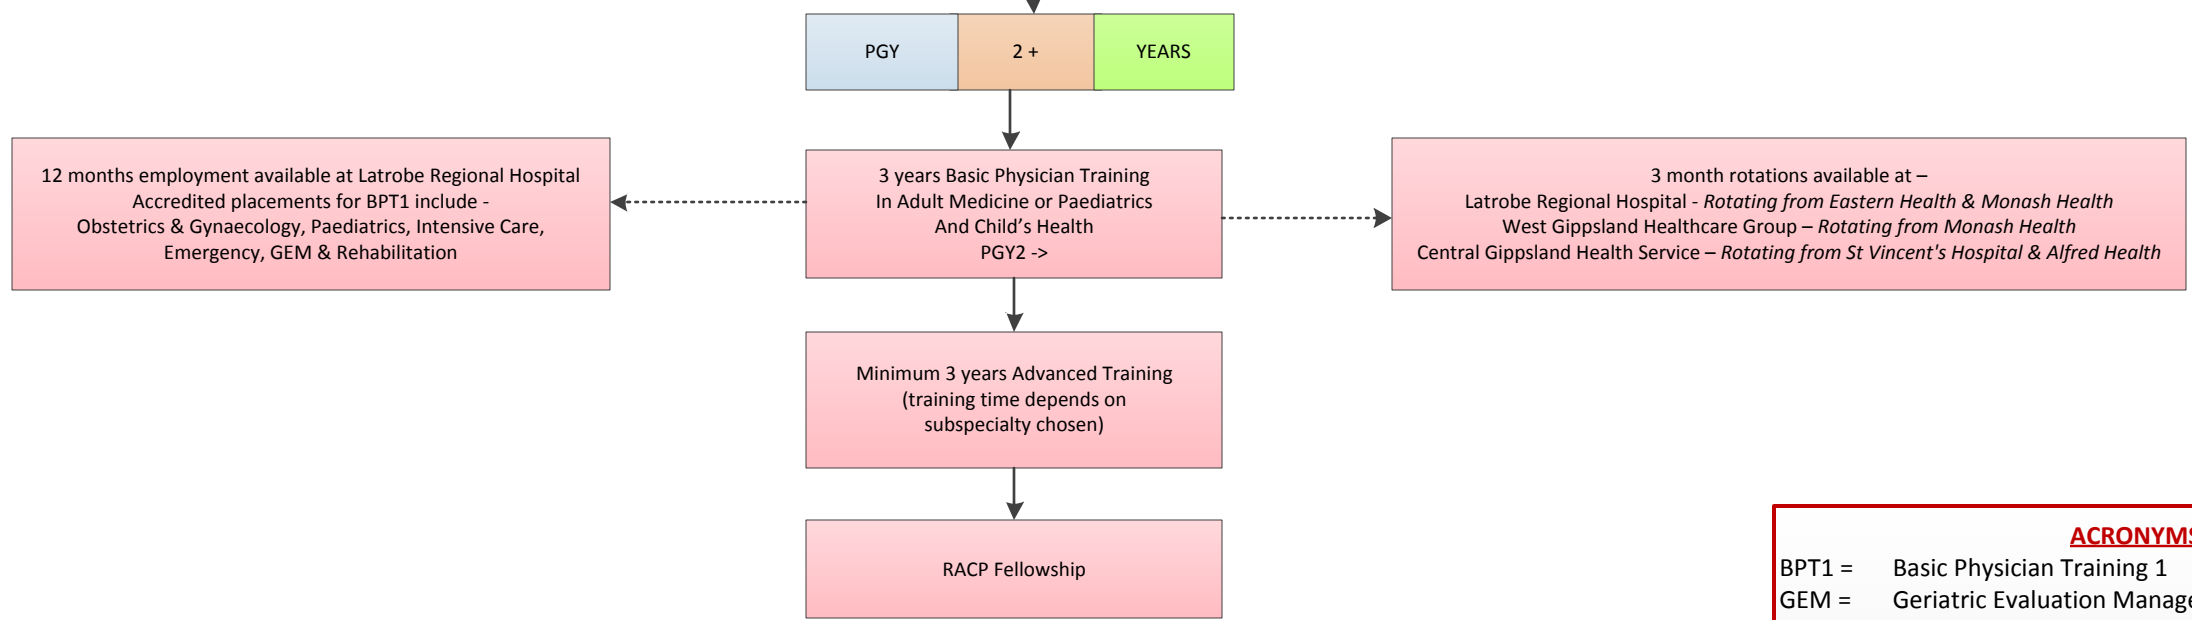 PGY
2 +
YEARS
12 months employment available at Latrobe Regional Hospital
Accredited placements for BPT1 include -
Obstetrics & Gynaecology, Paediatrics, Intensive Care,
Emergency, GEM & Rehabilitation
3 years Basic Physician Training
In Adult Medicine or Paediatrics
And Child’s Health
PGY2 ->
3 month rotations available at –
Latrobe Regional Hospital - Rotating from Eastern Health & Monash Health
West Gippsland Healthcare Group – Rotating from Monash Health
Central Gippsland Health Service – Rotating from St Vincent's Hospital & Alfred Health
Minimum 3 years Advanced Training
(training time depends on
subspecialty chosen)
RACP Fellowship
ACRONYMS
BPT1 = Basic Physician Training 1
GEM = Geriatric Evaluation